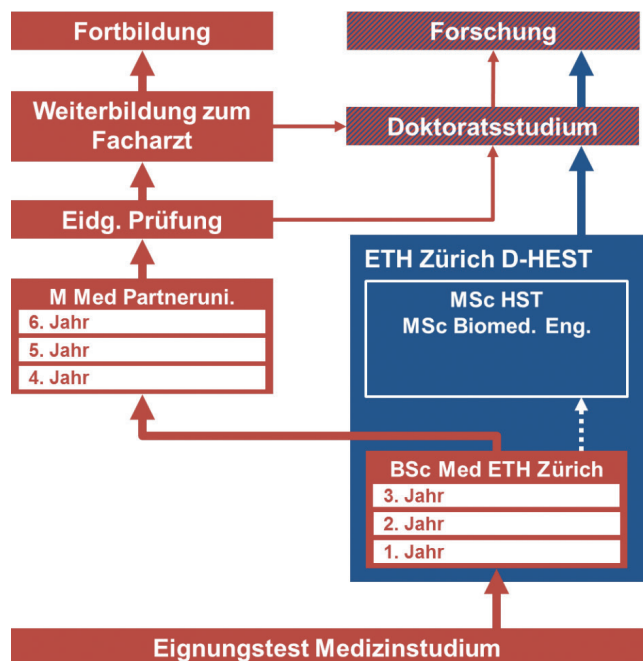 Fortbildung
Forschung
Weiterbildung zum
Facharzt
Doktoratsstudium
Eidg. Prüfung
ETH Zürich D-HEST
M Med Partneruni.
6. Jahr
5. Jahr
4. Jahr
MSc HST
MSc Biomed. Eng.
BSc Med ETH Zürich
3. Jahr
2. Jahr
1. Jahr
Eignungstest Medizinstudium